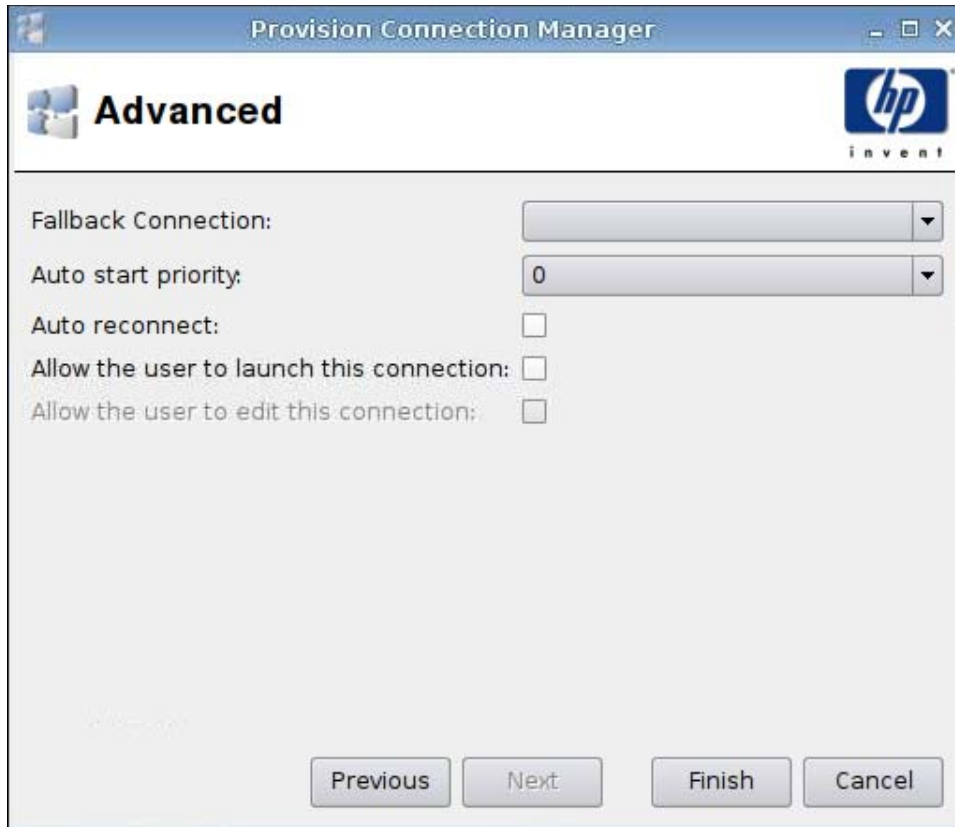 Provision Connection Manager
Advanced
hp
invent
Fallback Connection:
Auto start priority: 0
Auto reconnect:
Allow the user to launch this connection:
Allow the user to edit this connection:
Previous Next Finish Cancel